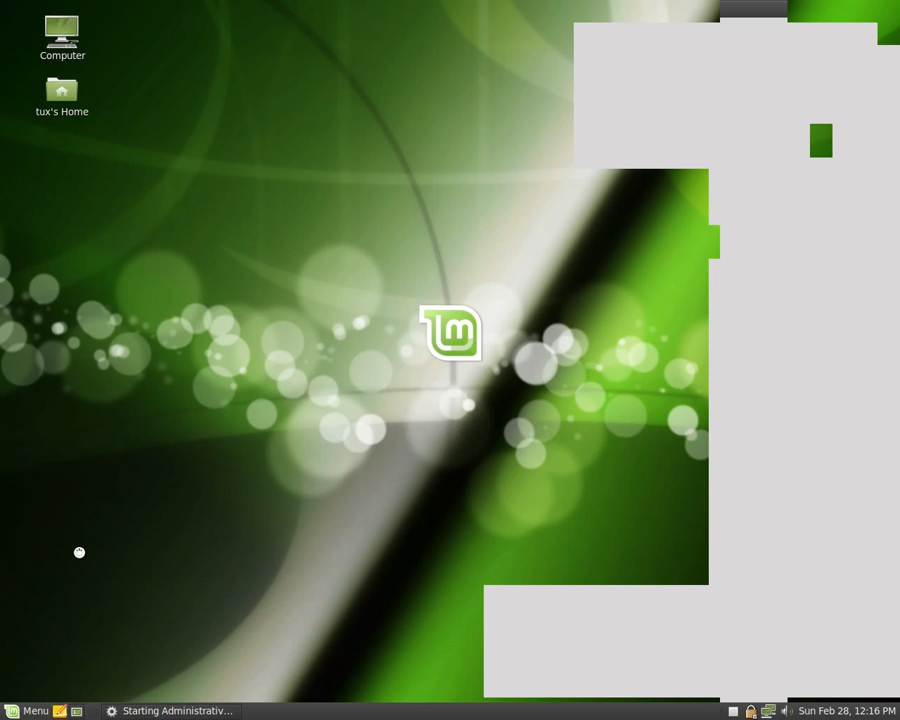 Computer
tux's Home
Menu
Starting Administrativ...
Sun Feb 28, 12:16 PM